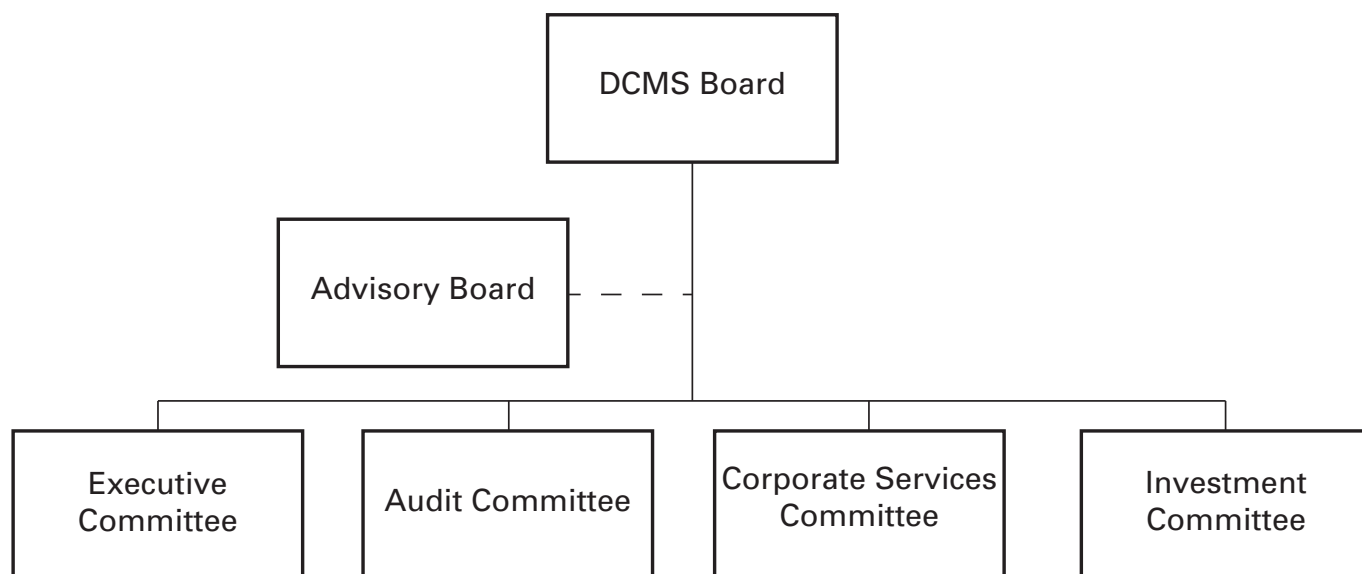 DCMS Board
Advisory Board
Executive
Committee
Audit Committee
Corporate Services
Committee
Investment
Committee